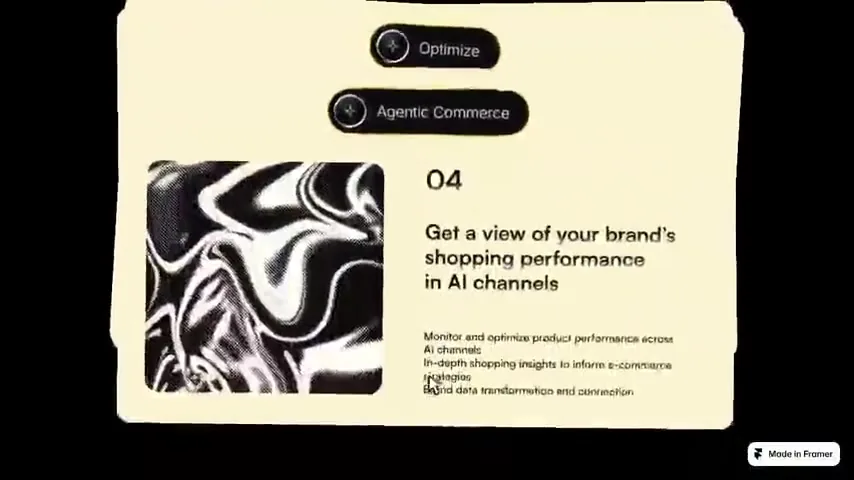 Optimize
Agentic Commerce
04
Get a view of your brand's
shopping performance
in AI channels
Monitor and optimize product performance across
AI channels
In-depth shopping insights to inform e-commerce
strategies
Brand data transformation and connection
Made in Framer